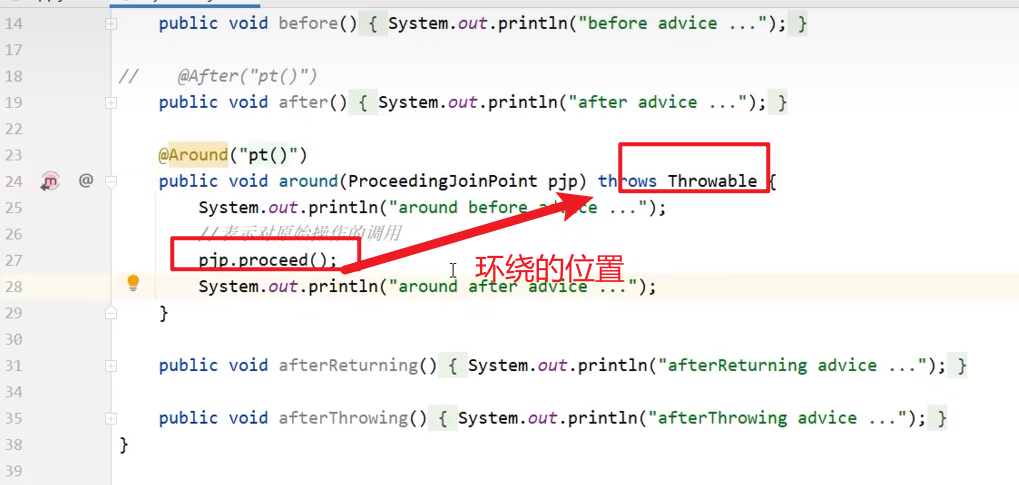 14 public void before() { System.out.println("before advice ..."); }
17
18 // @After("pt()")
19 public void after() { System.out.println("after advice ..."); }
22
23 @Around("pt()")
24 public void around(ProceedingJoinPoint pjp) throws Throwable {
25 System.out.println("around before advice ...");
26 //表示对原始操作的调用
27 pjp.proceed();
环绕的位置
28 System.out.println("around after advice ...");
29 }
30
31 public void afterReturning() { System.out.println("afterReturning advice ..."); }
34
35 public void afterThrowing() { System.out.println("afterThrowing advice ..."); }
38 }
39